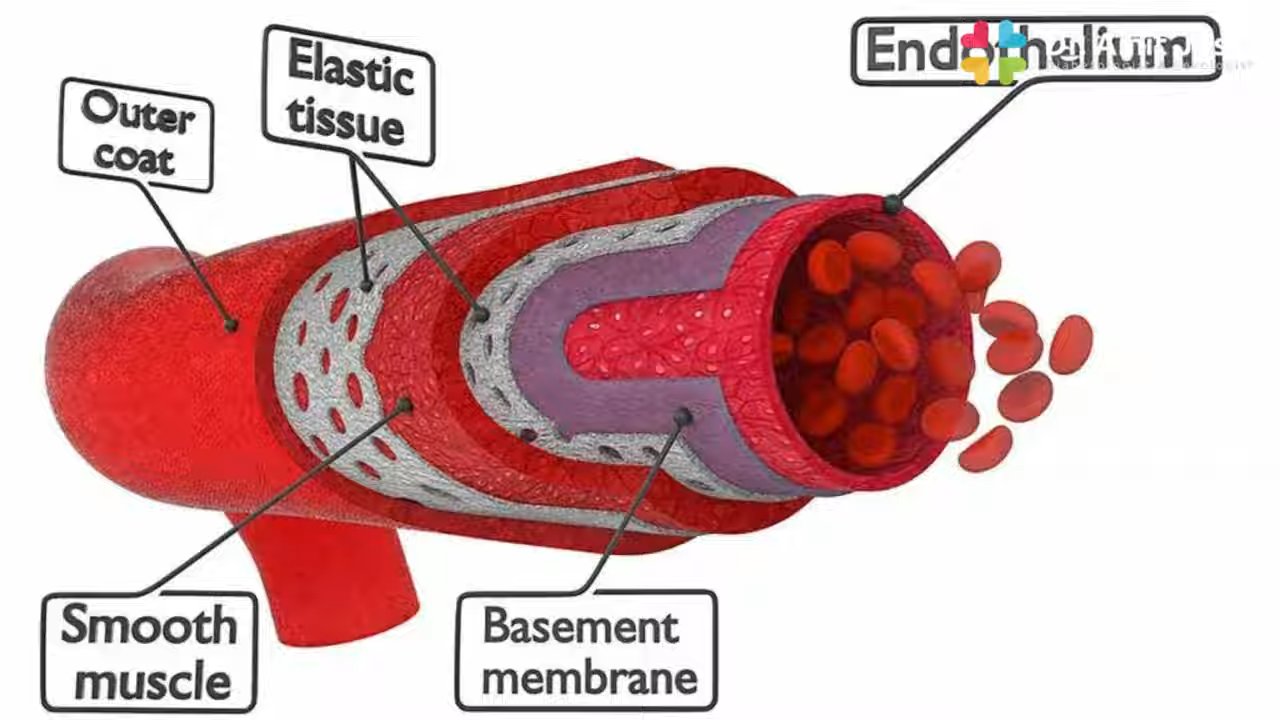 Outer
coat
Elastic
tissue
Endothelium
Smooth
muscle
Basement
membrane